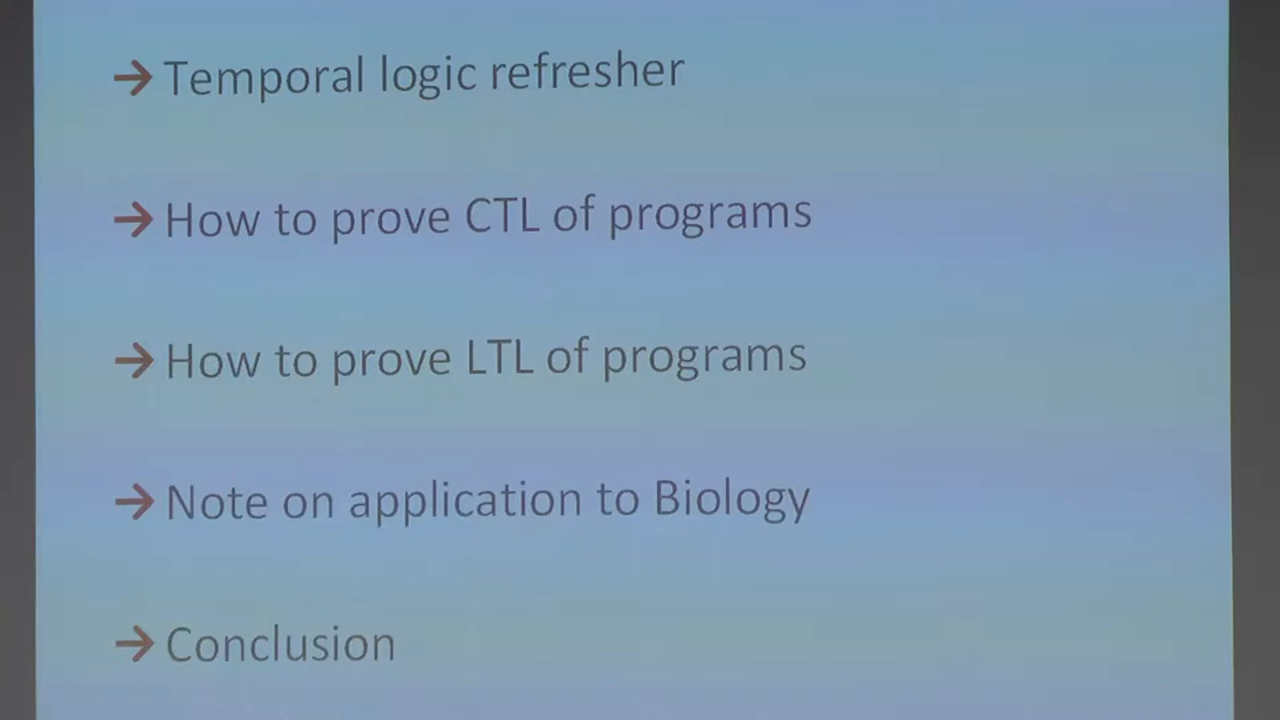 → Temporal logic refresher
→ How to prove CTL of programs
→ How to prove LTL of programs
→ Note on application to Biology
→ Conclusion